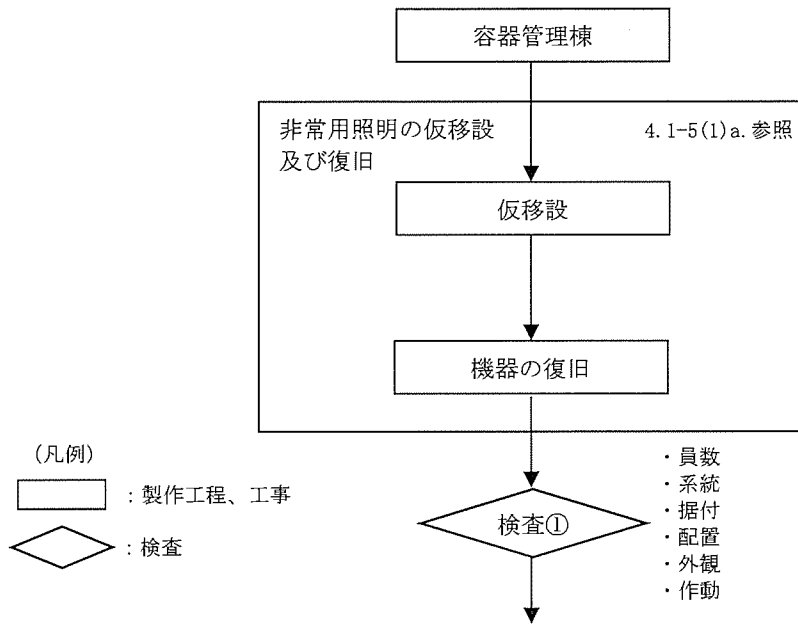 容器管理棟
非常用照明の仮移設
及び復旧
4.1-5(1)a.参照
仮移設
機器の復旧
(凡例)
:製作工程、工事
:検査
検査①
・員数
・系統
・据付
・配置
・外観
・作動